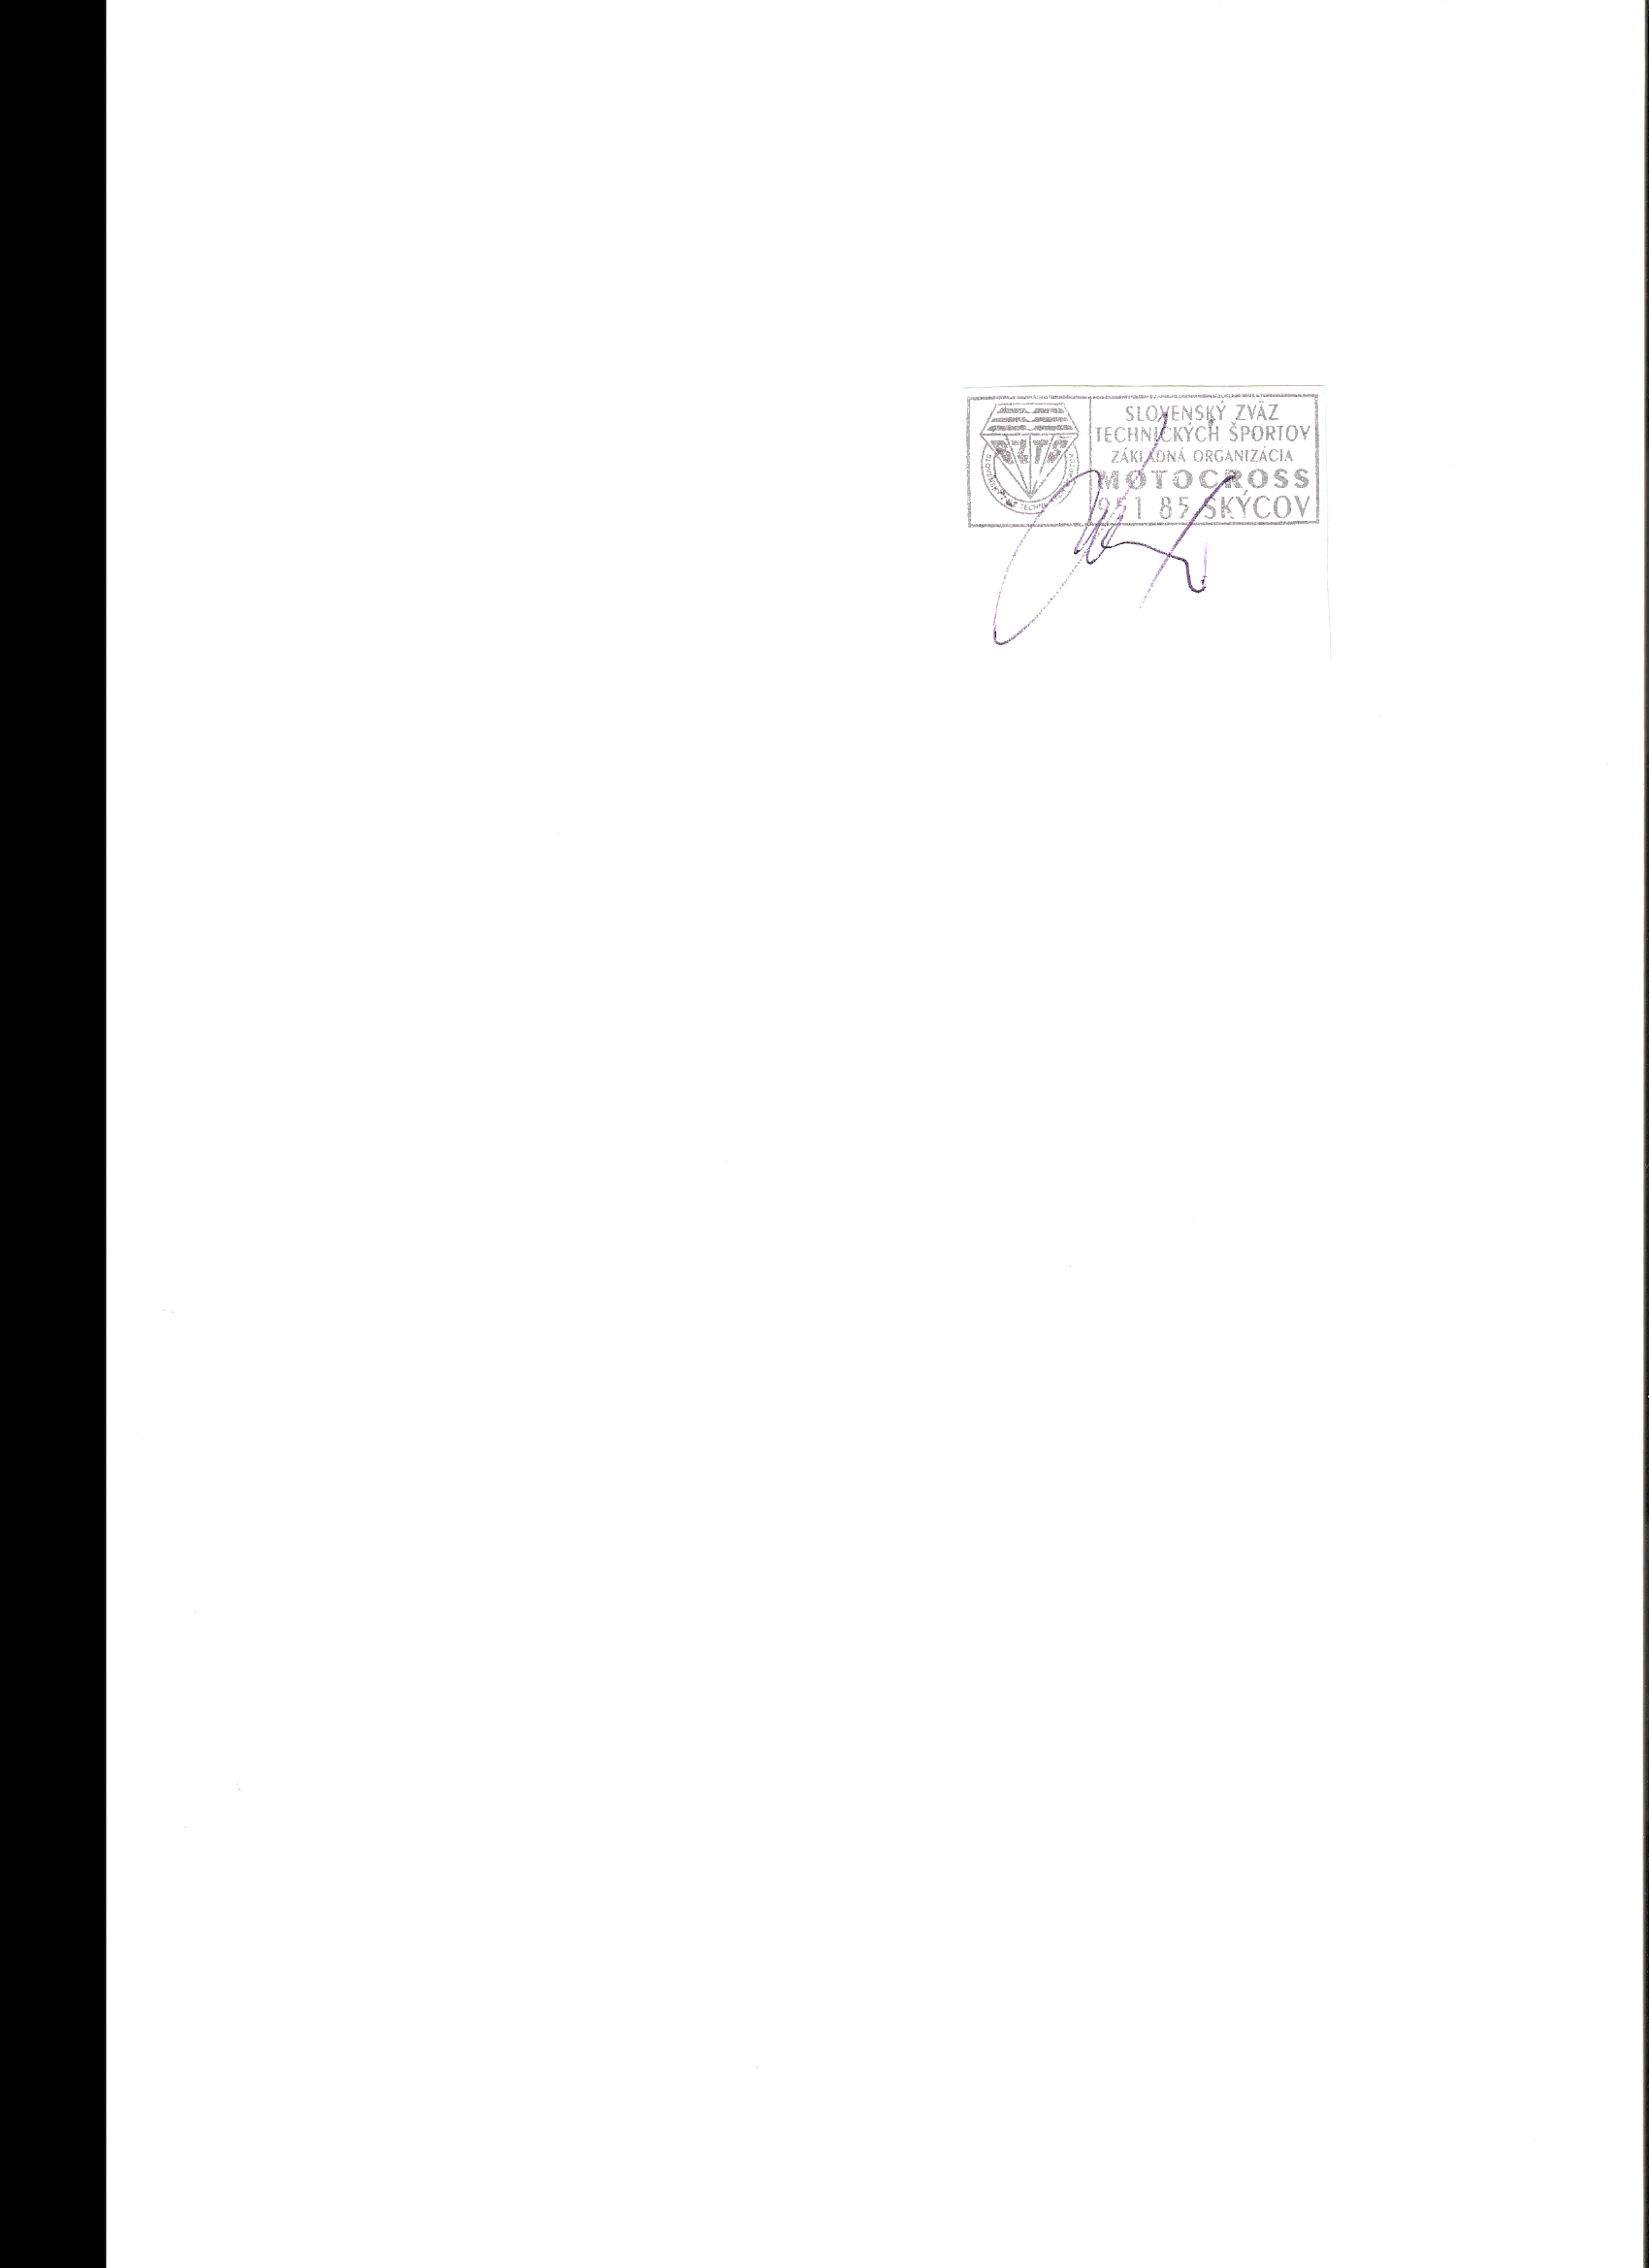 SLOVENSKÝ ZVÄZ
TECHNICKÝCH ŠPORTOV
ZÁKLADNÁ ORGANIZÁCIA
MOTOCROSS
951 85 SKÝCOV